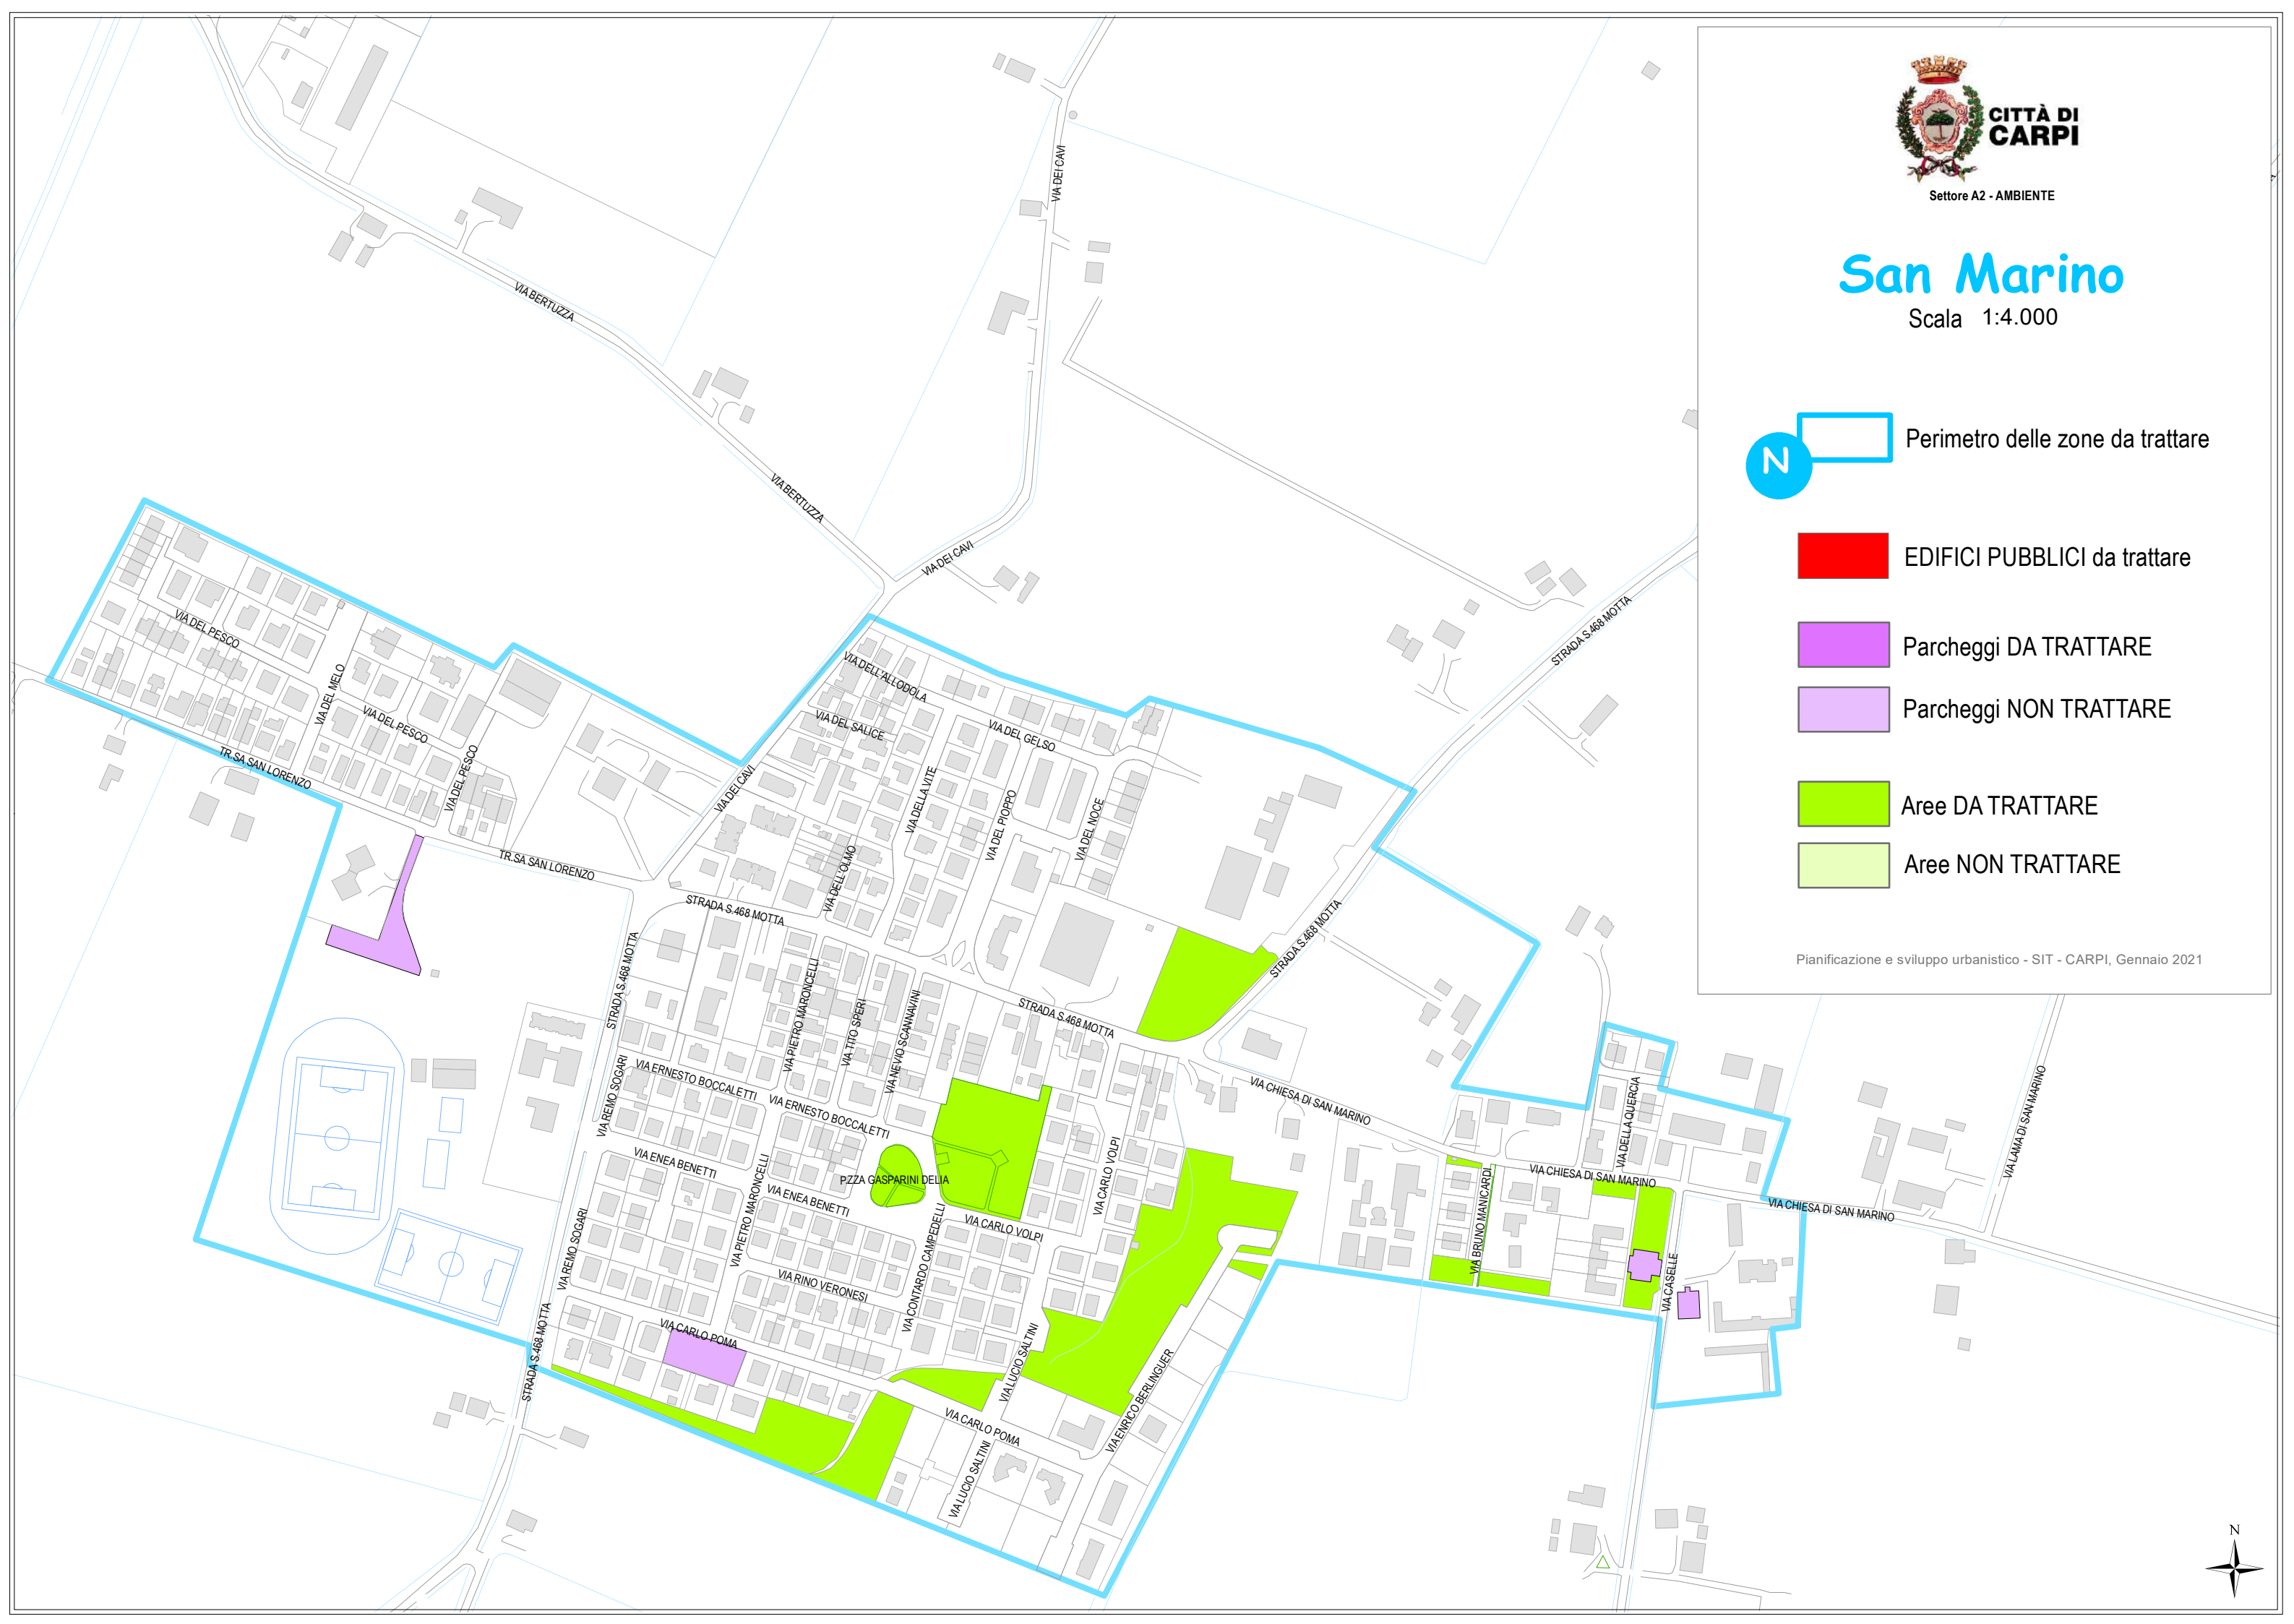 CITTÀ DI
CARPI
Settore A2 - AMBIENTE
San Marino
Scala 1:4.000
N
Perimetro delle zone da trattare
EDIFICI PUBBLICI da trattare
Parcheggi DA TRATTARE
Parcheggi NON TRATTARE
Aree DA TRATTARE
Aree NON TRATTARE
Pianificazione e sviluppo urbanistico - SIT - CARPI, Gennaio 2021
VIA DEI CAVI
VIA BERTUZZA
VIA BERTUZZA
VIA DEI CAVI
STRADA S.468 MOTTA
VIA DEL PESCO
VIA DEL MELO
VIA DEL PESCO
VIA DEL PESCO
TR.SA SAN LORENZO
TR.SA SAN LORENZO
VIA DEI CAVI
VIA DELL'ALLODOLA
VIA DEL SALICE
VIA DEL GELSO
VIA DELLA VITE
VIA DEL PIOPPO
VIA DEL NOCE
VIA DELL'OLMO
STRADA S.468 MOTTA
STRADA S.468 MOTTA
STRADA S.468 MOTTA
STRADA S.468 MOTTA
VIA PIETRO MARONCELLI
VIA TITO SPERI
VIA NEVIO SCANNAVINI
VIA REMO SOGARI
VIA ERNESTO BOCCALETTI
VIA ERNESTO BOCCALETTI
VIA CHIESA DI SAN MARINO
VIA DELLA QUERCIA
VIA LAMA DI SAN MARINO
VIA ENEA BENETTI
VIA PIETRO MARONCELLI
P.ZZA GASPARINI DELIA
VIA ENEA BENETTI
VIA CARLO VOLPI
VIA CARLO VOLPI
VIA BRUNO MANICARDI
VIA CHIESA DI SAN MARINO
VIA CHIESA DI SAN MARINO
VIA REMO SOGARI
VIA CONTARDO CAMPEDELLI
VIA RINO VERONESI
VIA CASELLE
VIA CARLO POMA
STRADA S.468 MOTTA
VIA LUCIO SALTINI
VIA ENRICO BERLINGUER
VIA CARLO POMA
VIA LUCIO SALTINI
N